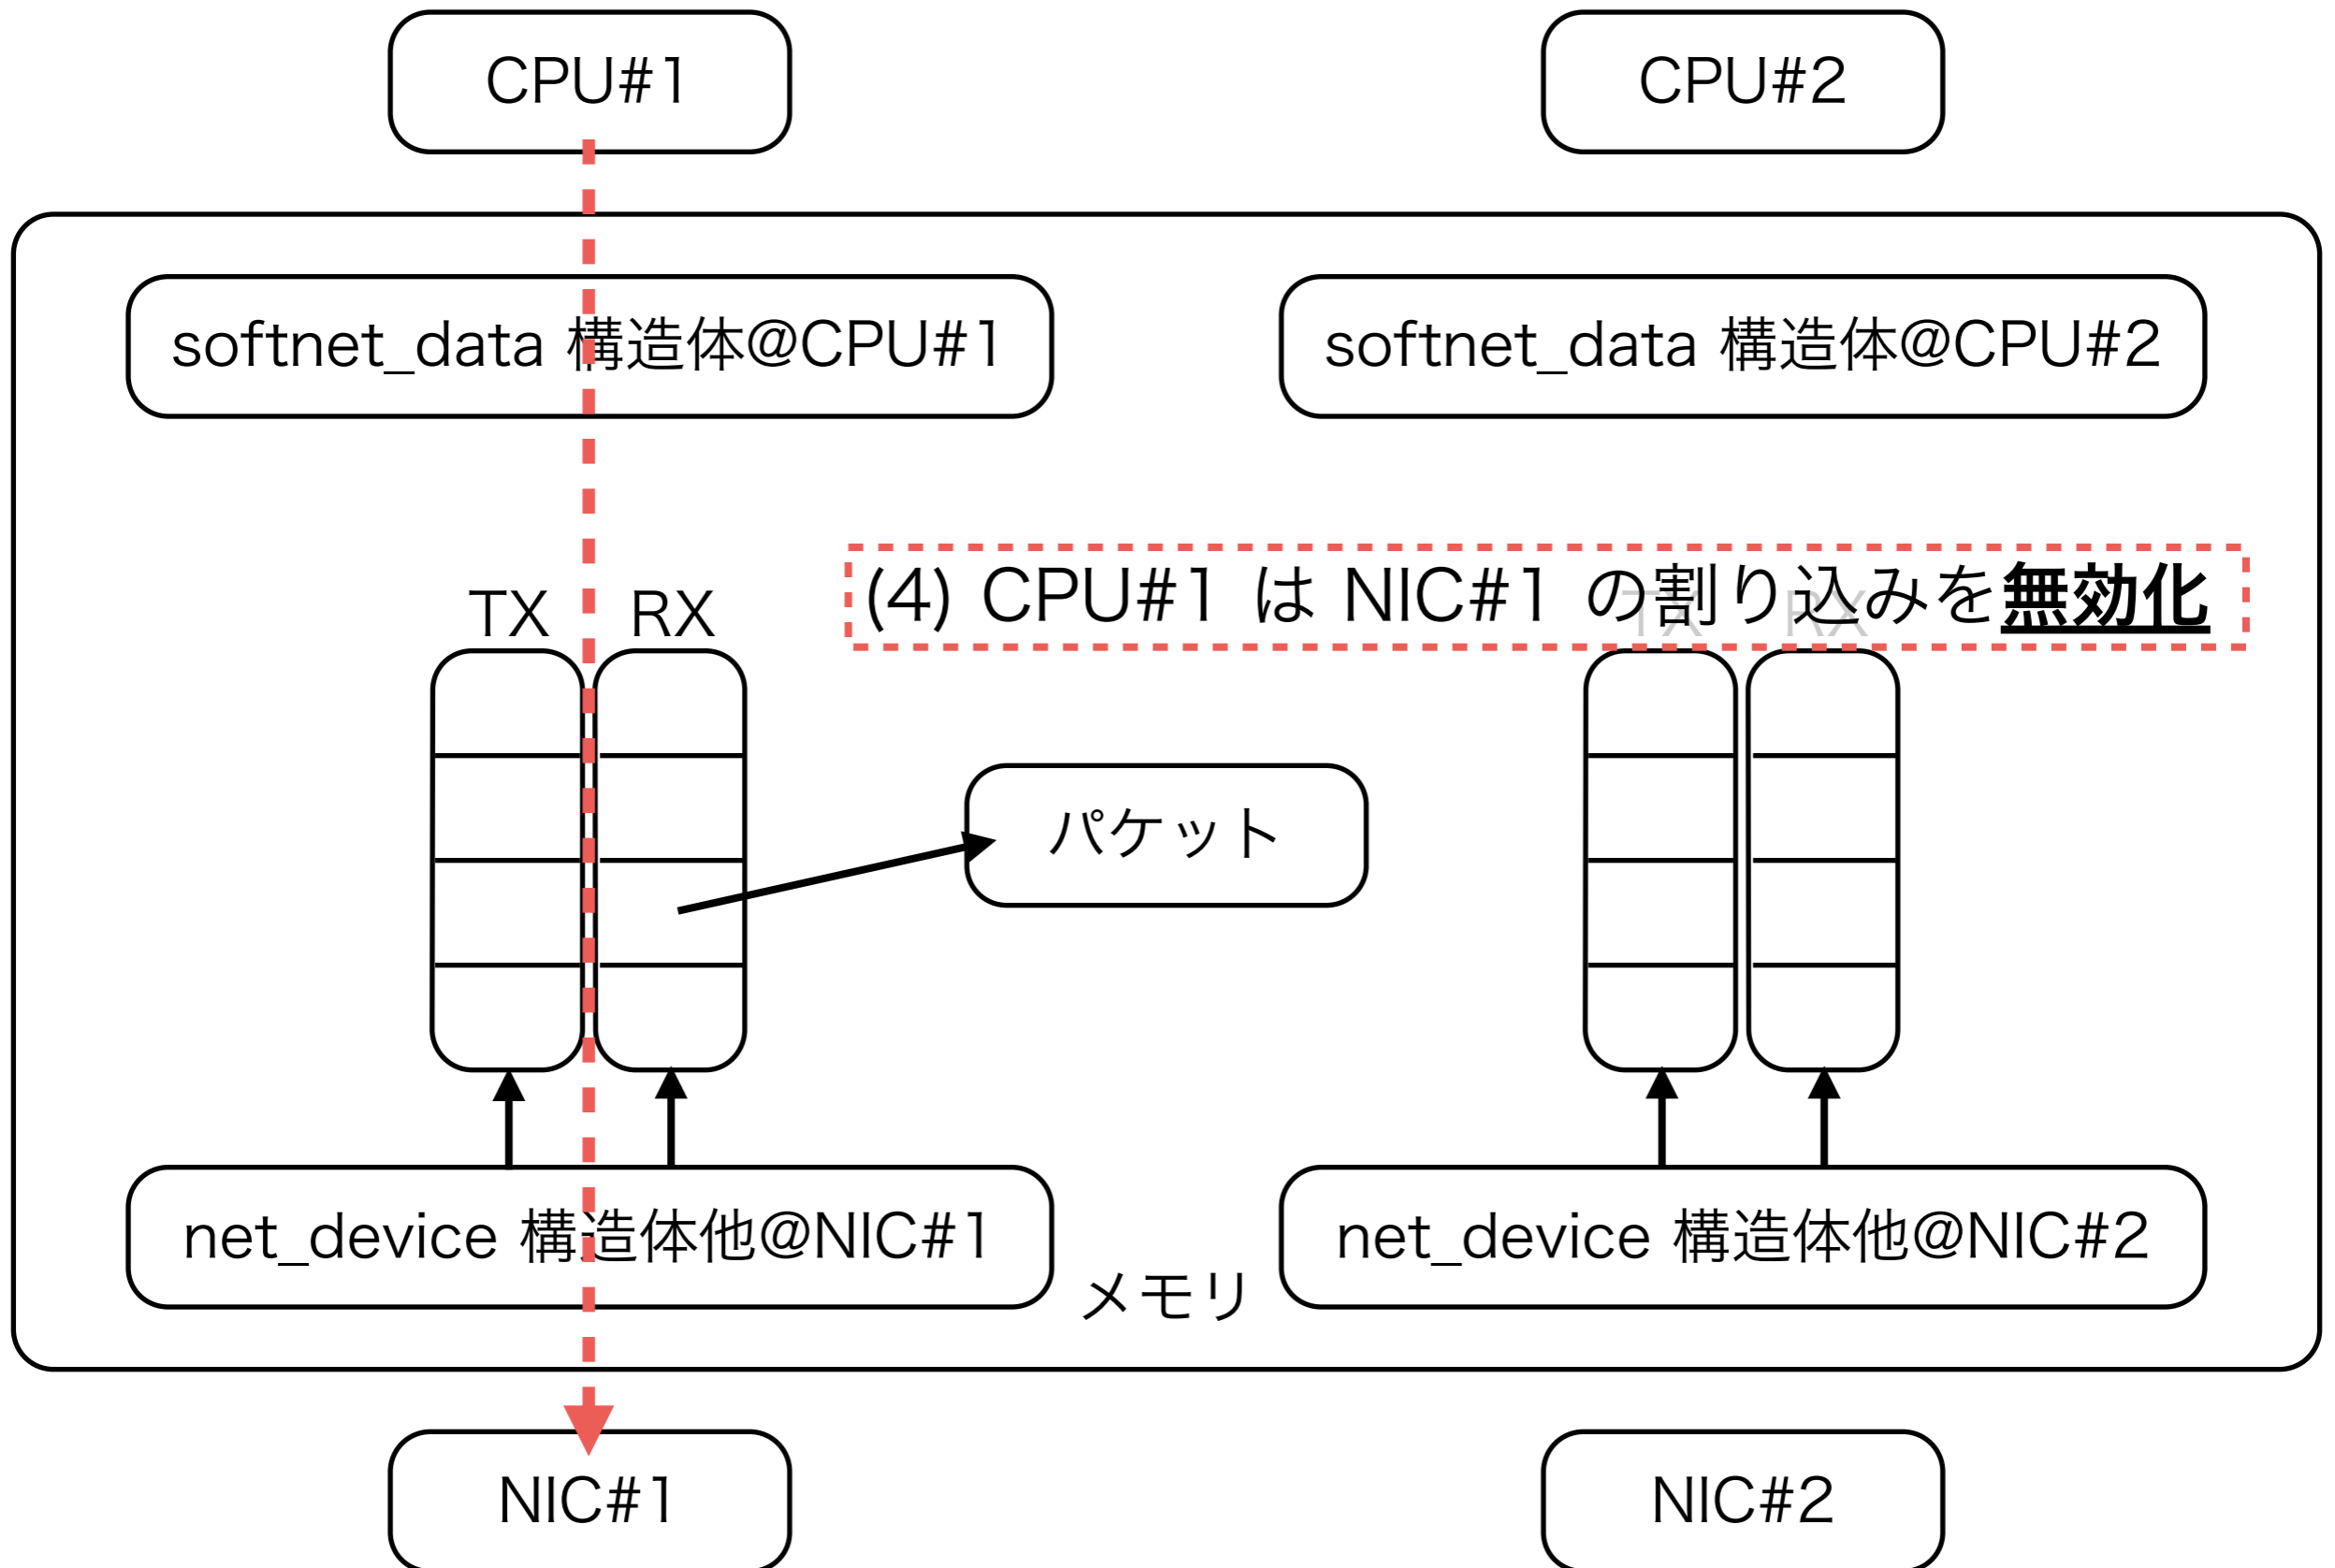 CPU#1
CPU#2
softnet_data 構造体@CPU#1
softnet_data 構造体@CPU#2
(4) CPU#1 は NIC#1 の割り込みを無効化
TX
RX
TX
RX
パケット
net_device 構造体他@NIC#1
net_device 構造体他@NIC#2
メモリ
NIC#1
NIC#2